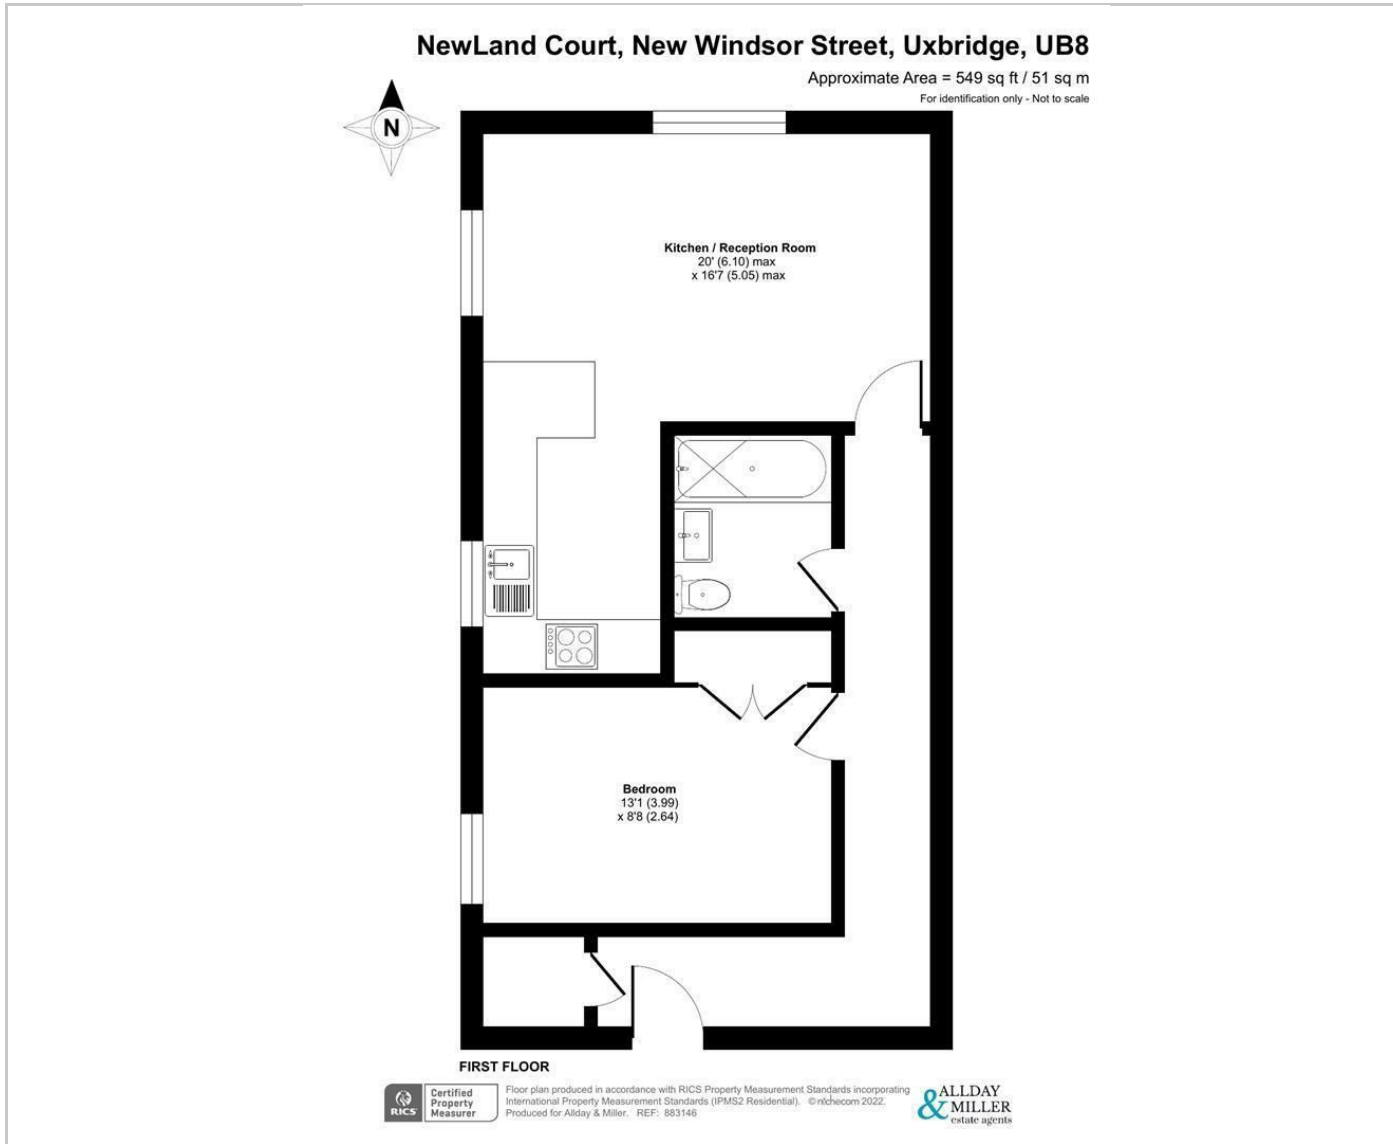 NewLand Court, New Windsor Street, Uxbridge, UB8
Approximate Area = 549 sq ft / 51 sq m
For identification only - Not to scale
N
Kitchen / Reception Room
20' (6.10) max
x 16'7 (5.05) max
Bedroom
13'1 (3.99)
x 8'8 (2.64)
FIRST FLOOR
RICS
Certified
Property
Measurer
Floor plan produced in accordance with RICS Property Measurement Standards incorporating
International Property Measurement Standards (IPMS2 Residential). © nichecom 2022.
Produced for Allday & Miller. REF: 883146
ALLDAY
& MILLER
estate agents